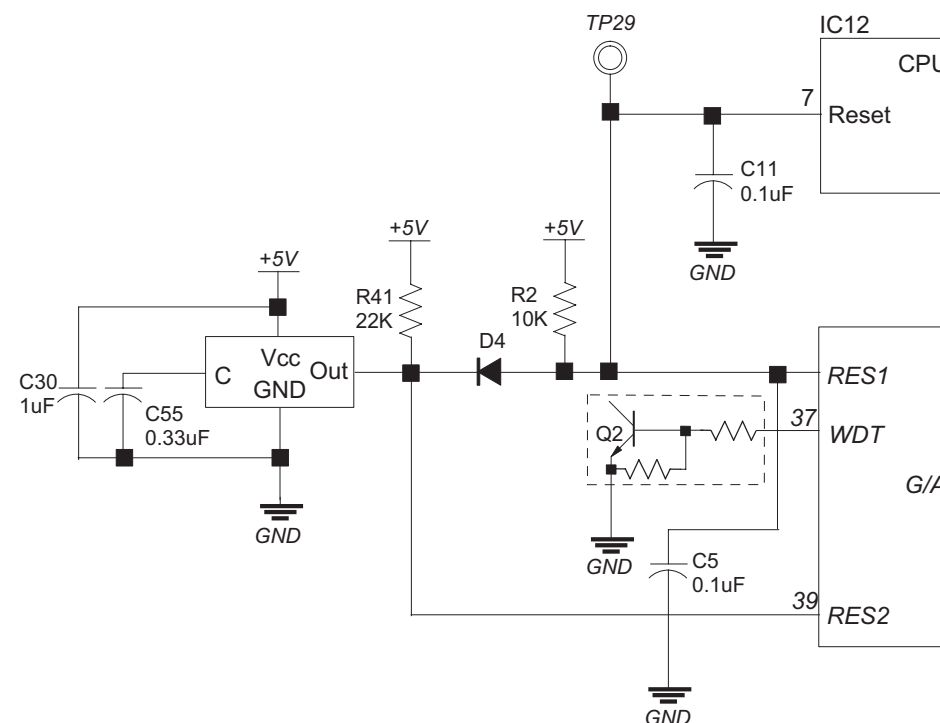 TP29
IC12
CPU
7
Reset
C11
0.1uF
GND
+5V
+5V
+5V
R41
22K
R2
10K
D4
Vcc
C
Out
GND
C30
1uF
C55
0.33uF
GND
RES1
37
WDT
Q2
G/A
GND
C5
0.1uF
39
RES2
GND